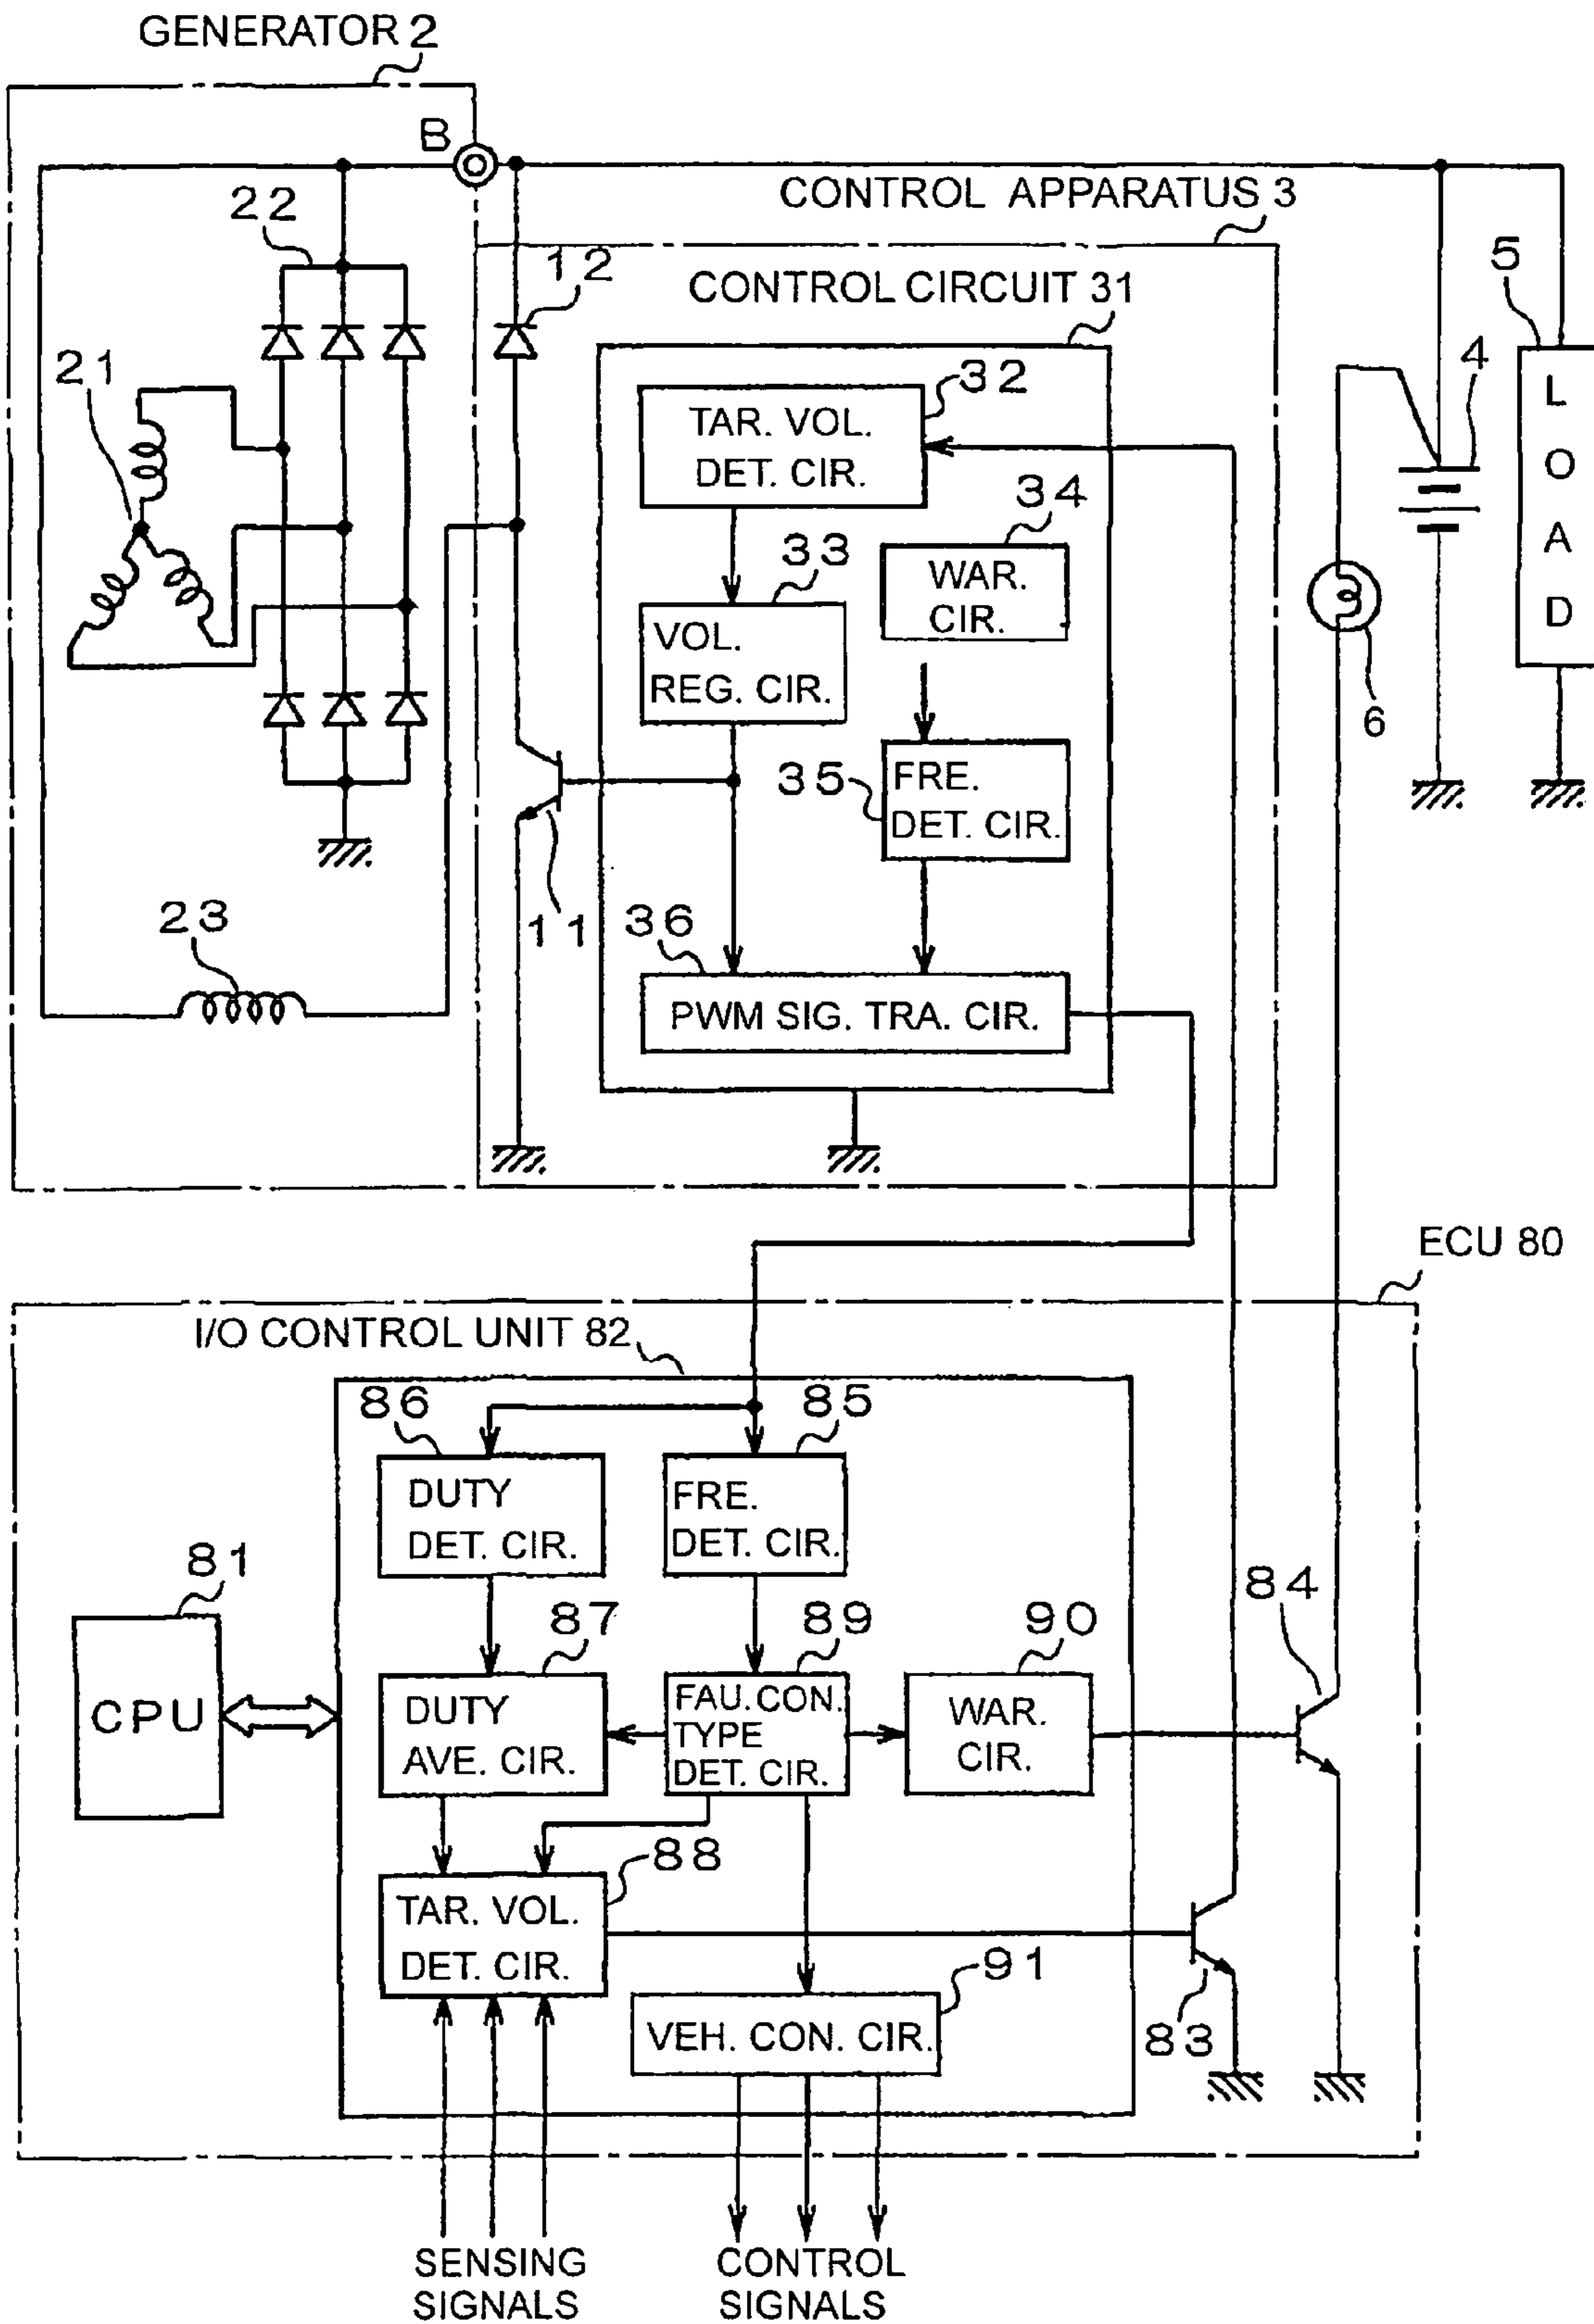 GENERATOR 2
B
CONTROL APPARATUS 3
22
12
CONTROL CIRCUIT 31
5
21
32
4
TAR. VOL.
DET. CIR.
L
O
A
D
34
33
WAR.
CIR.
VOL.
REG. CIR.
6
35
FRE.
DET. CIR.
23
11
36
PWM SIG. TRA. CIR.
ECU 80
I/O CONTROL UNIT 82
86
85
DUTY
DET. CIR.
FRE.
DET. CIR.
81
84
87
89
90
CPU
DUTY
AVE. CIR.
FAU. CON.
TYPE
DET. CIR.
WAR.
CIR.
88
TAR. VOL.
DET. CIR.
91
83
VEH. CON. CIR.
SENSING
SIGNALS
CONTROL
SIGNALS